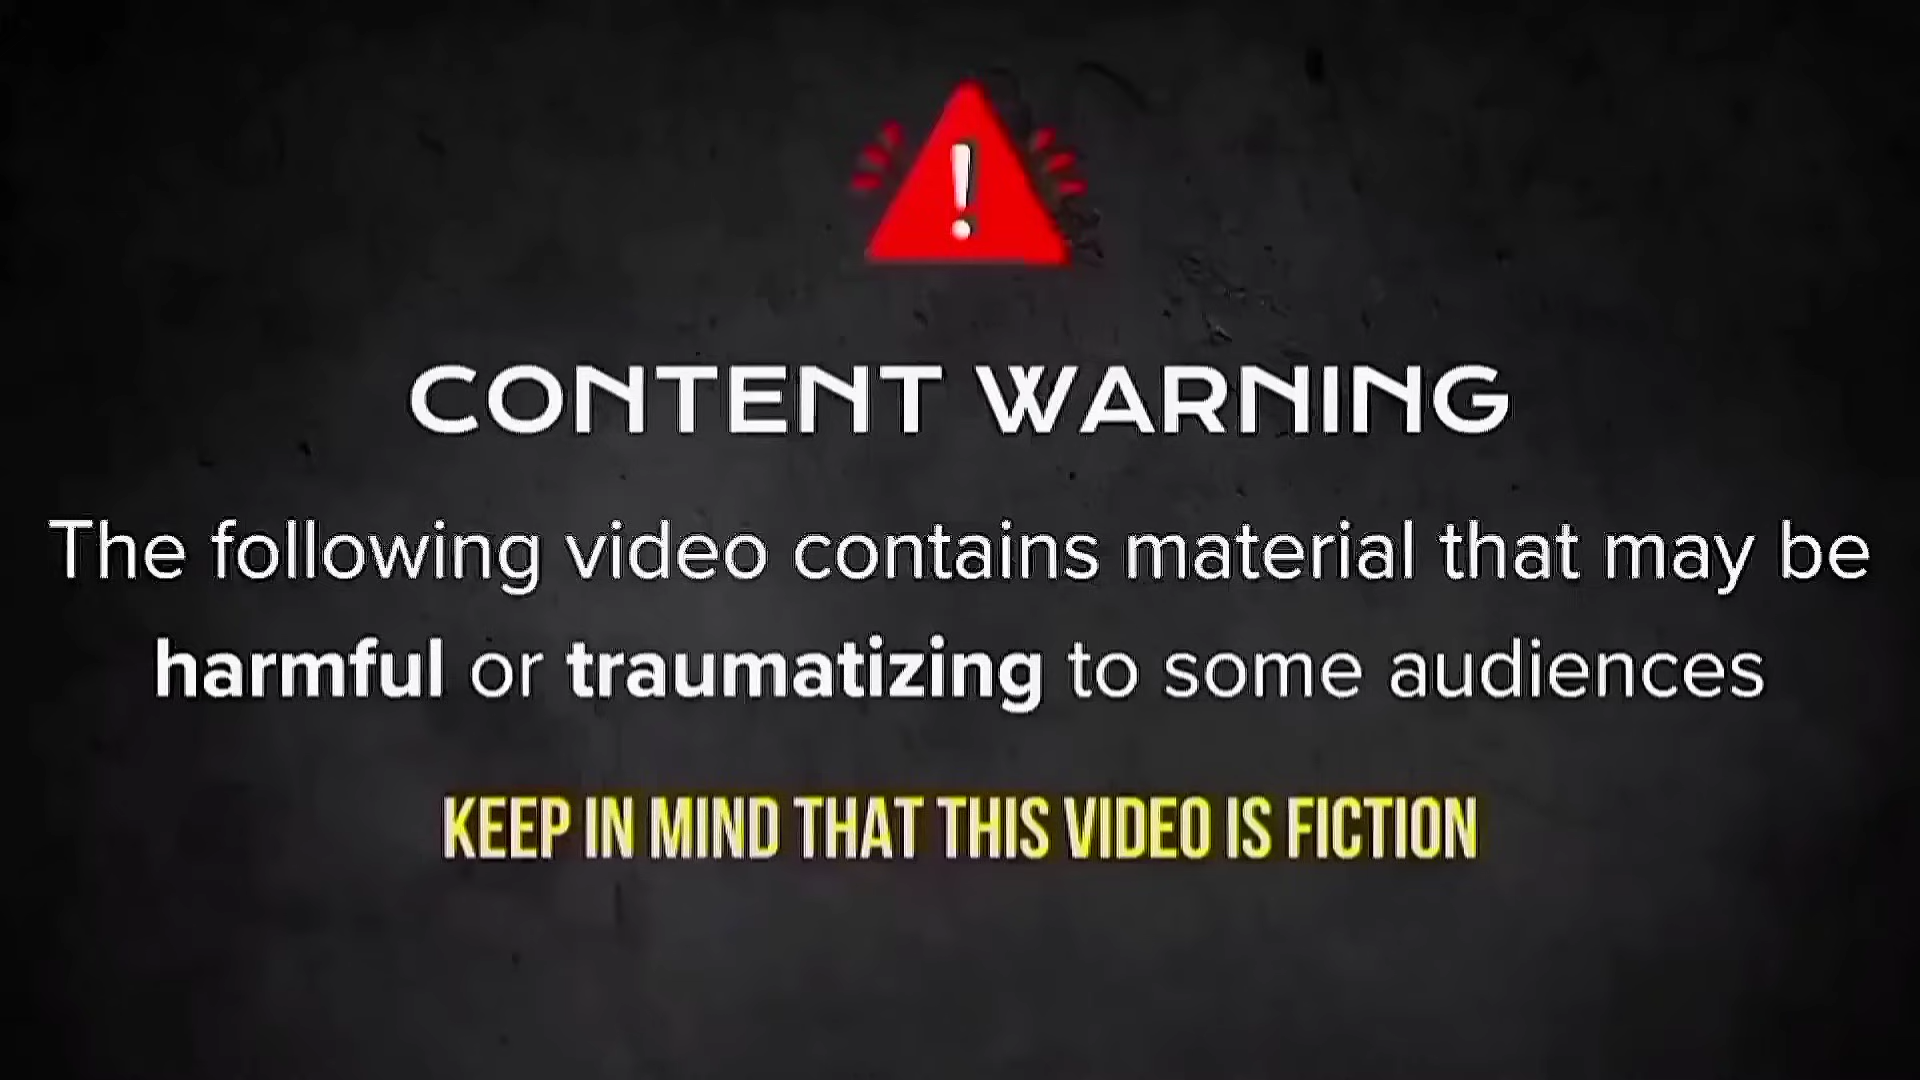 CONTENT WARNING
The following video contains material that may be
harmful or traumatizing to some audiences
KEEP IN MIND THAT THIS VIDEO IS FICTION